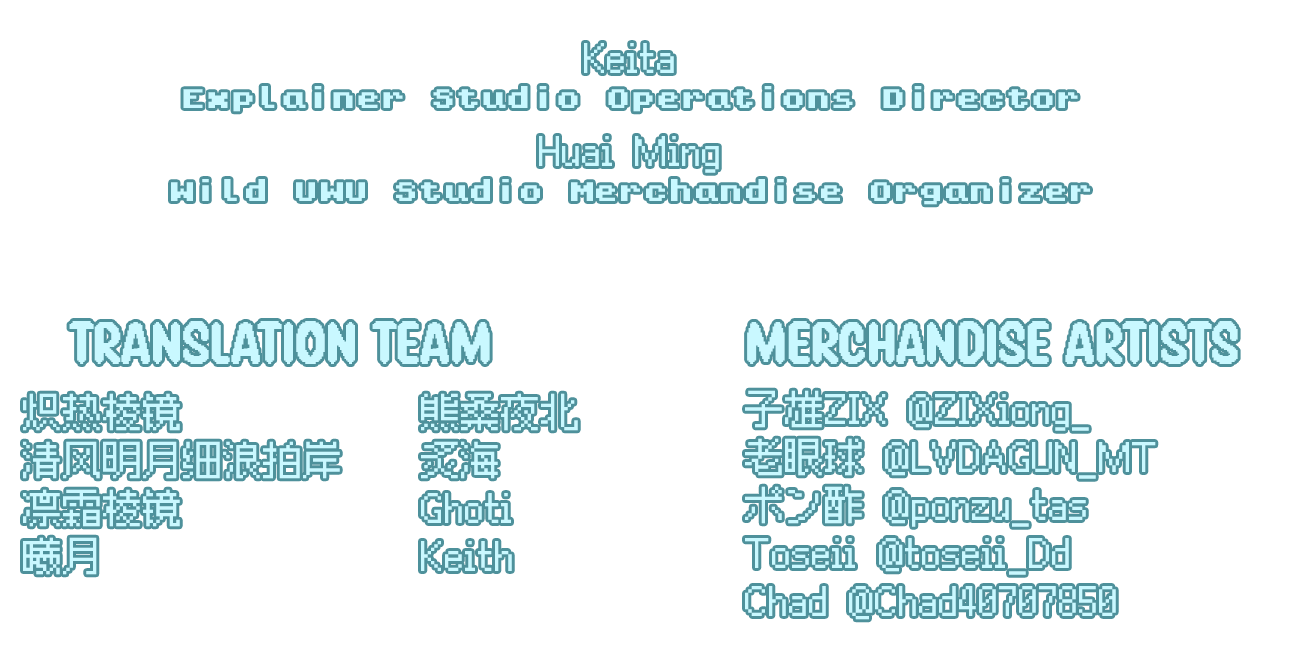 Keita
Explainer Studio Operations Director
Huai Ming
Wild UWU Studio Merchandise Organizer
TRANSLATION TEAM
炽热棱镜
清风明月细浪拍岸
凛霜棱镜
曦月
熊桑夜北
Ghoti
Keith
MERCHANDISE ARTISTS
子雄ZIX @ZIXiong_
老眼球 @LVDAGUN_MT
ポン酢 @ponzu_tas
Toseii @toseii_Dd
Chad @Chad40707850